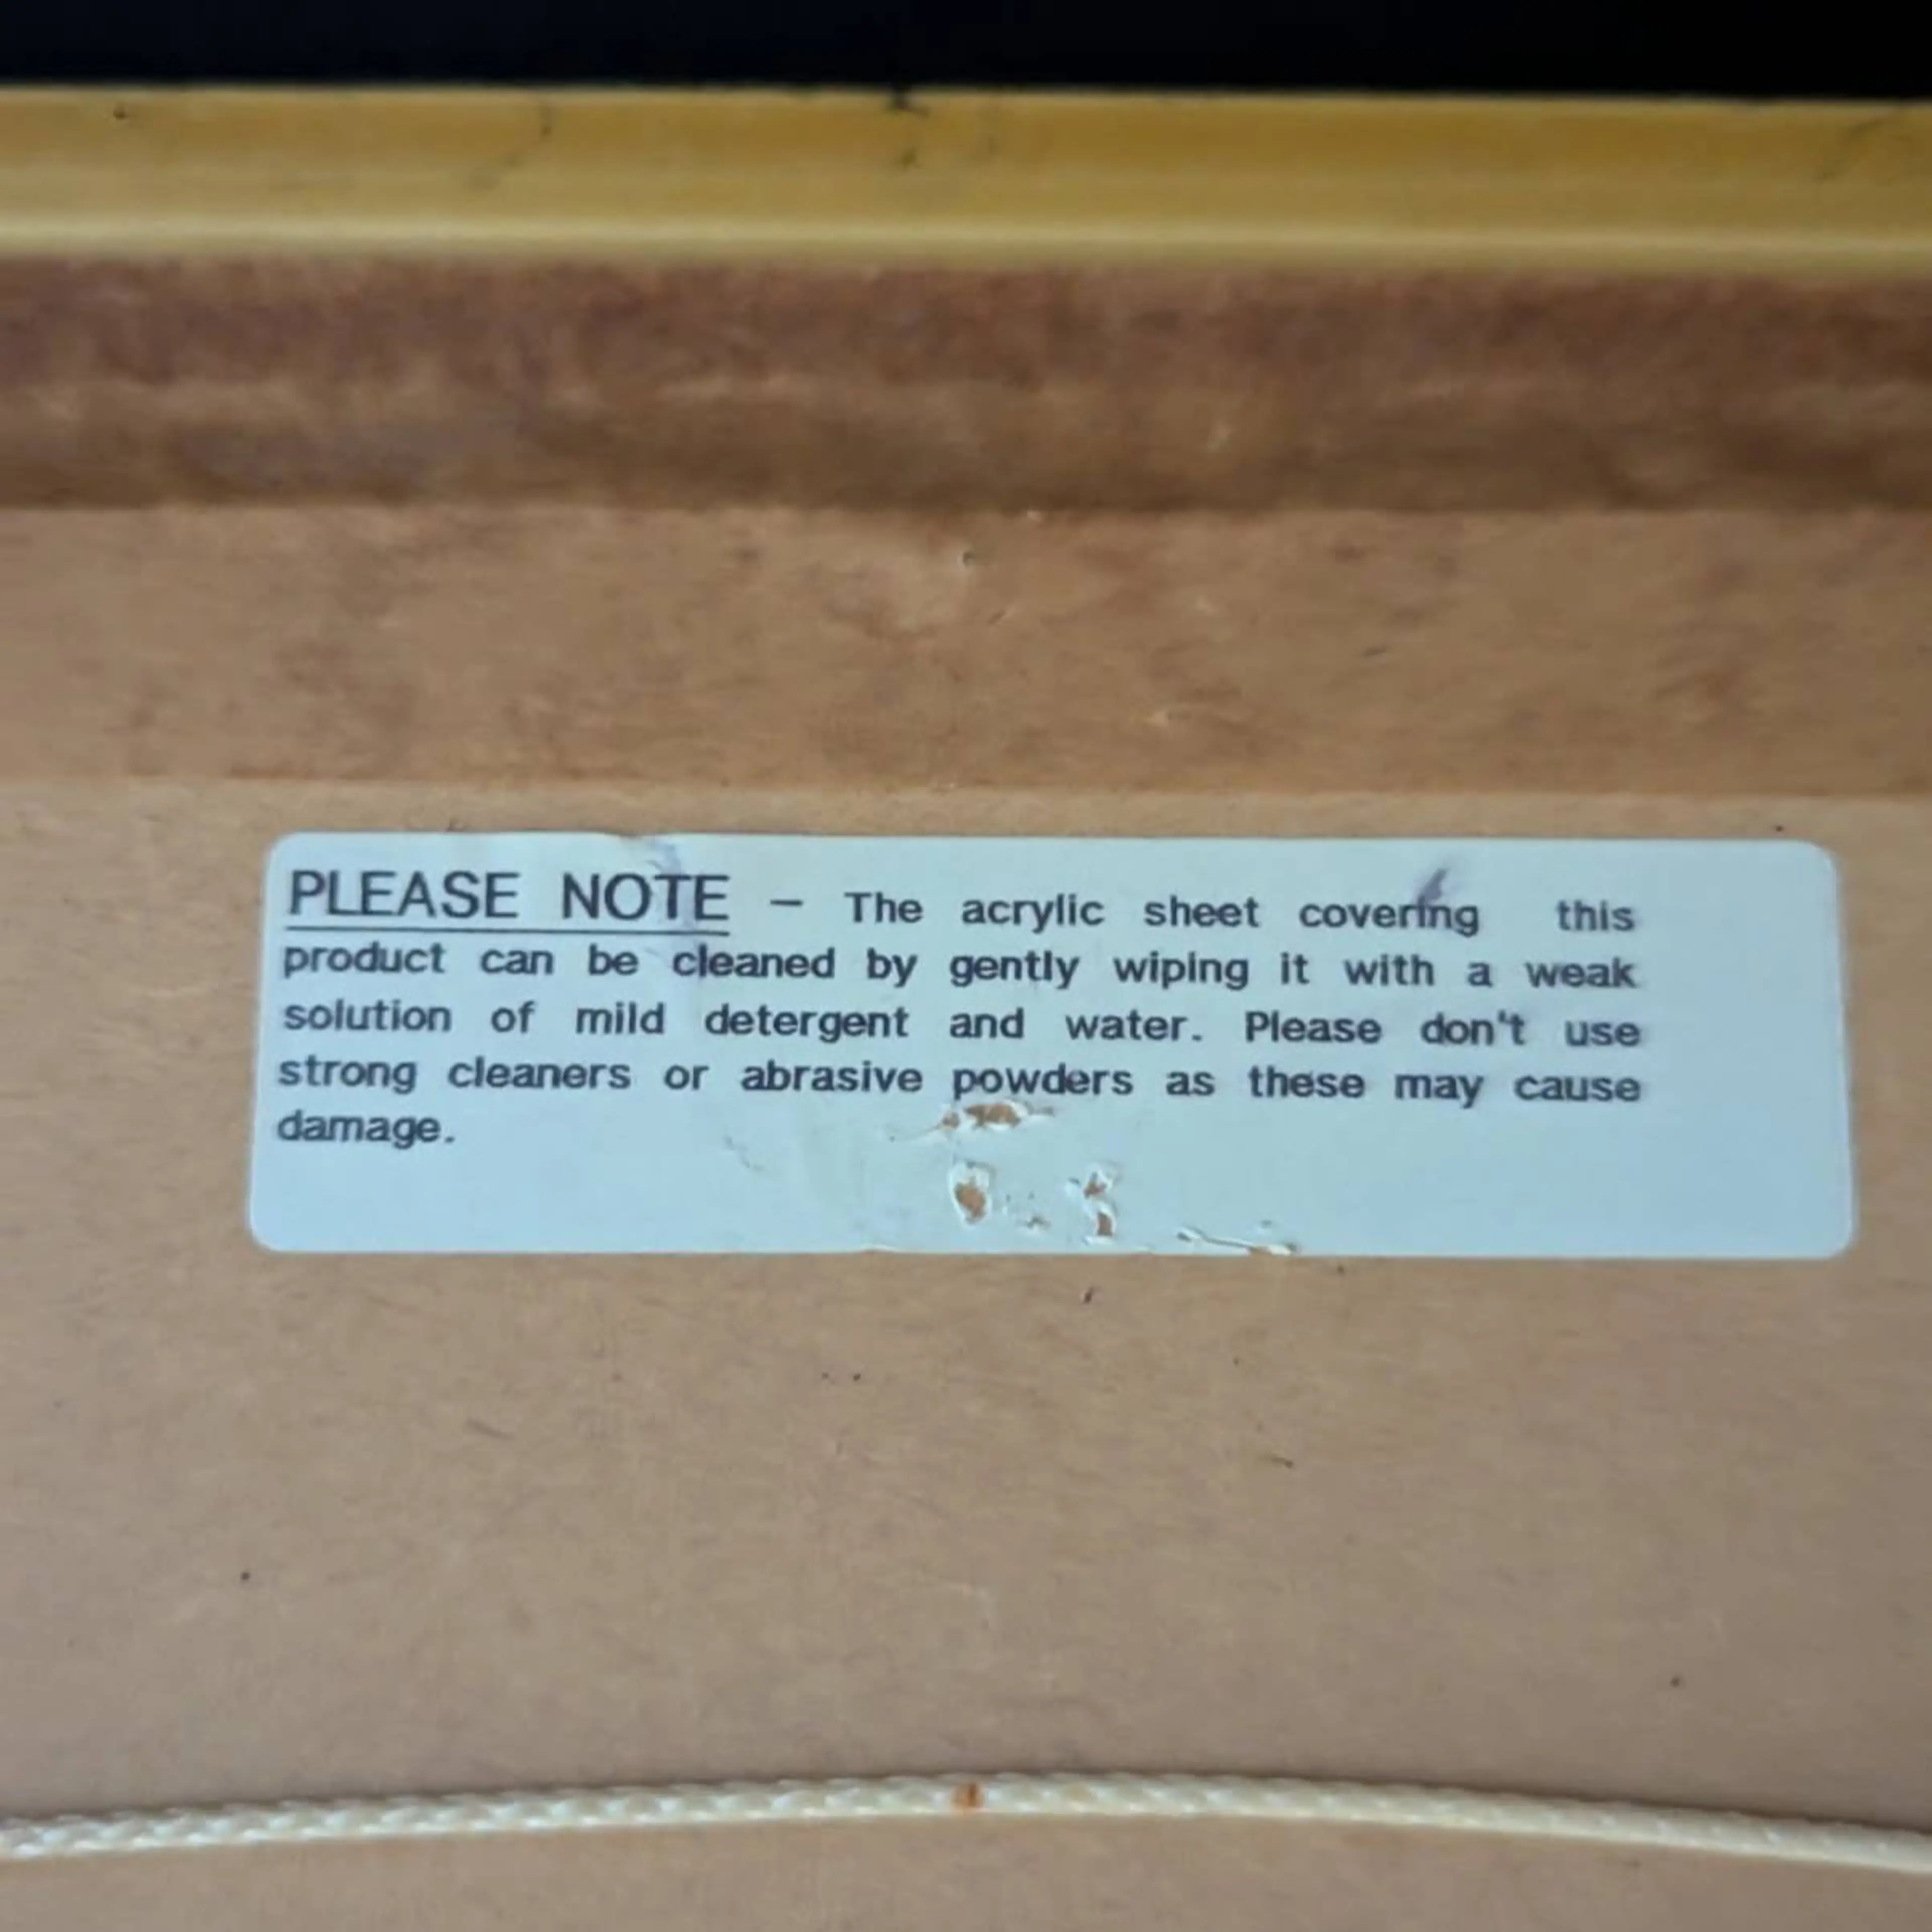 PLEASE NOTE – The acrylic sheet covering this
product can be cleaned by gently wiping it with a weak
solution of mild detergent and water. Please don't use
strong cleaners or abrasive powders as these may cause
damage.